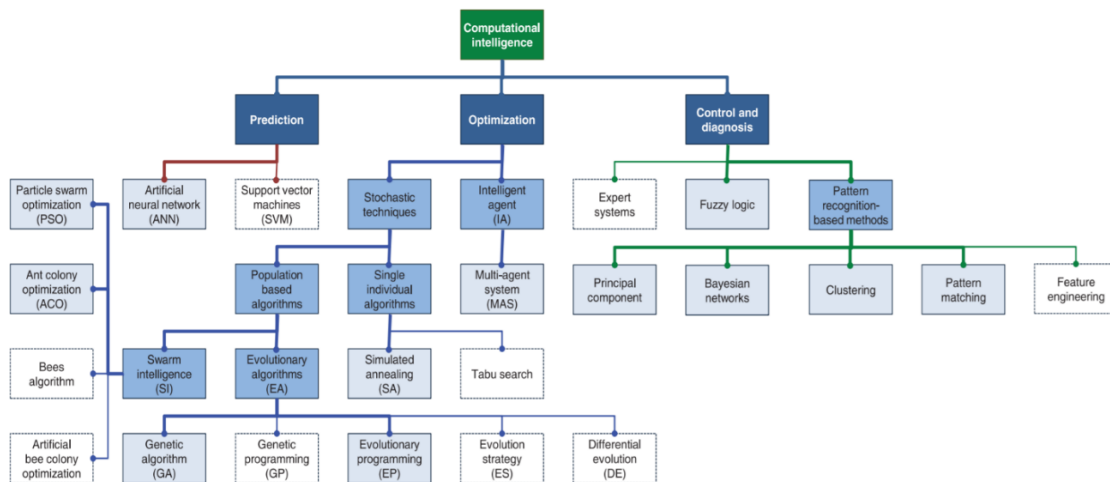 Computational
intelligence
Prediction
Optimization
Control and
diagnosis
Particle swarm
optimization
(PSO)
Artificial
neural network
(ANN)
Support vector
machines
(SVM)
Stochastic
techniques
Intelligent
agent
(IA)
Expert
systems
Fuzzy logic
Pattern
recognition-
based methods
Ant colony
optimization
(ACO)
Population
based
algorithms
Single
individual
algorithms
Multi-agent
system
(MAS)
Principal
component
Bayesian
networks
Clustering
Pattern
matching
Feature
engineering
Bees
algorithm
Swarm
intelligence
(SI)
Evolutionary
algorithms
(EA)
Simulated
annealing
(SA)
Tabu search
Artificial
bee colony
optimization
Genetic
algorithm
(GA)
Genetic
programming
(GP)
Evolutionary
programming
(EP)
Evolution
strategy
(ES)
Differential
evolution
(DE)